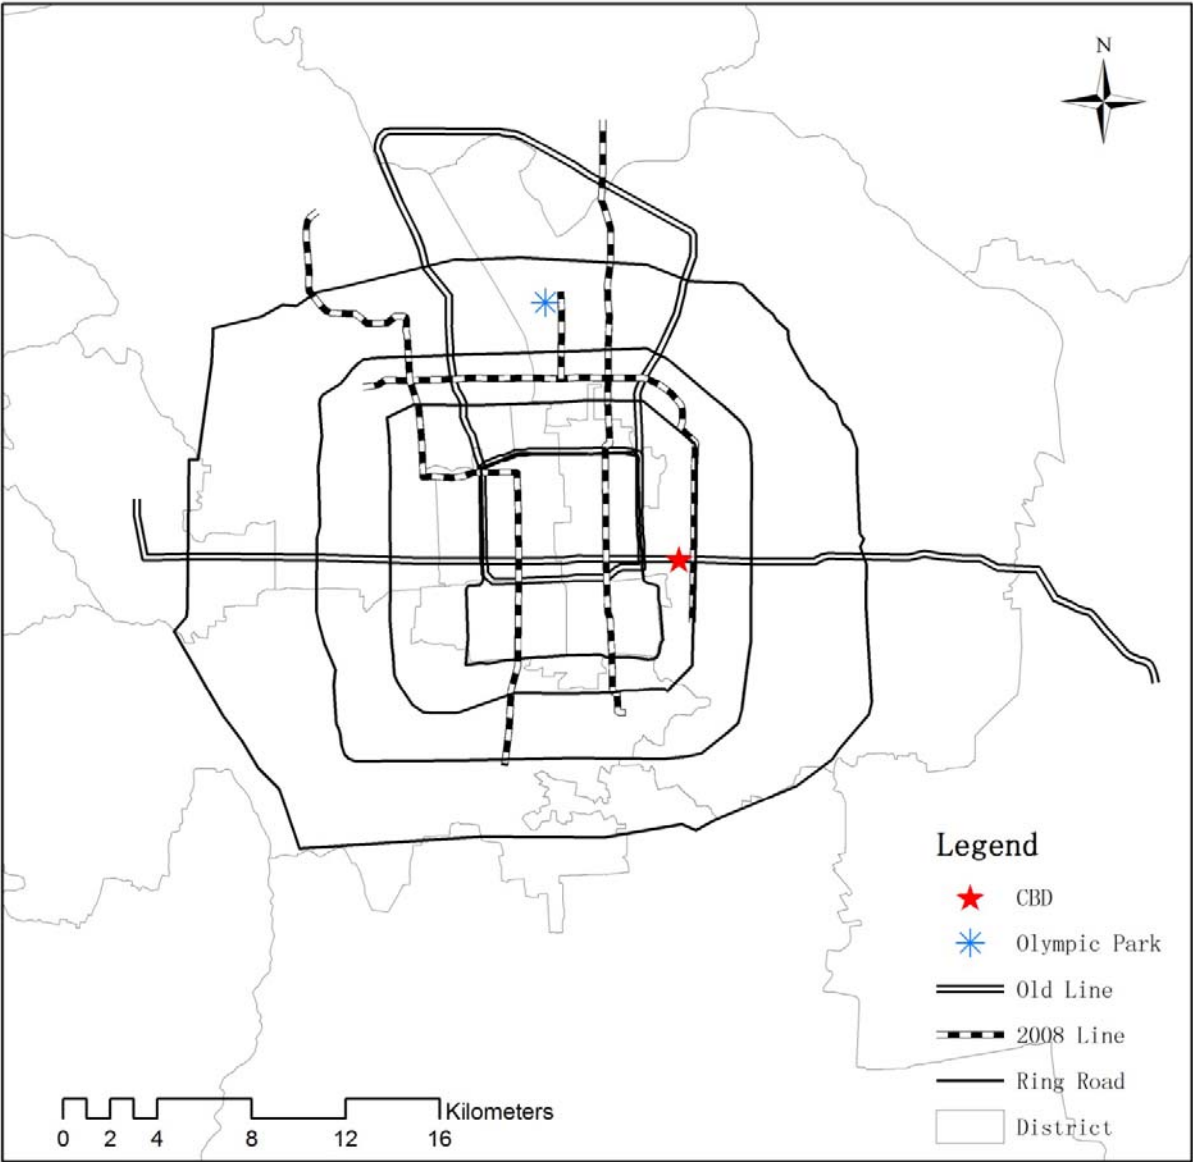 N
Legend
CBD
Olympic Park
Old Line
2008 Line
Ring Road
District
Kilometers
0 2 4 8 12 16